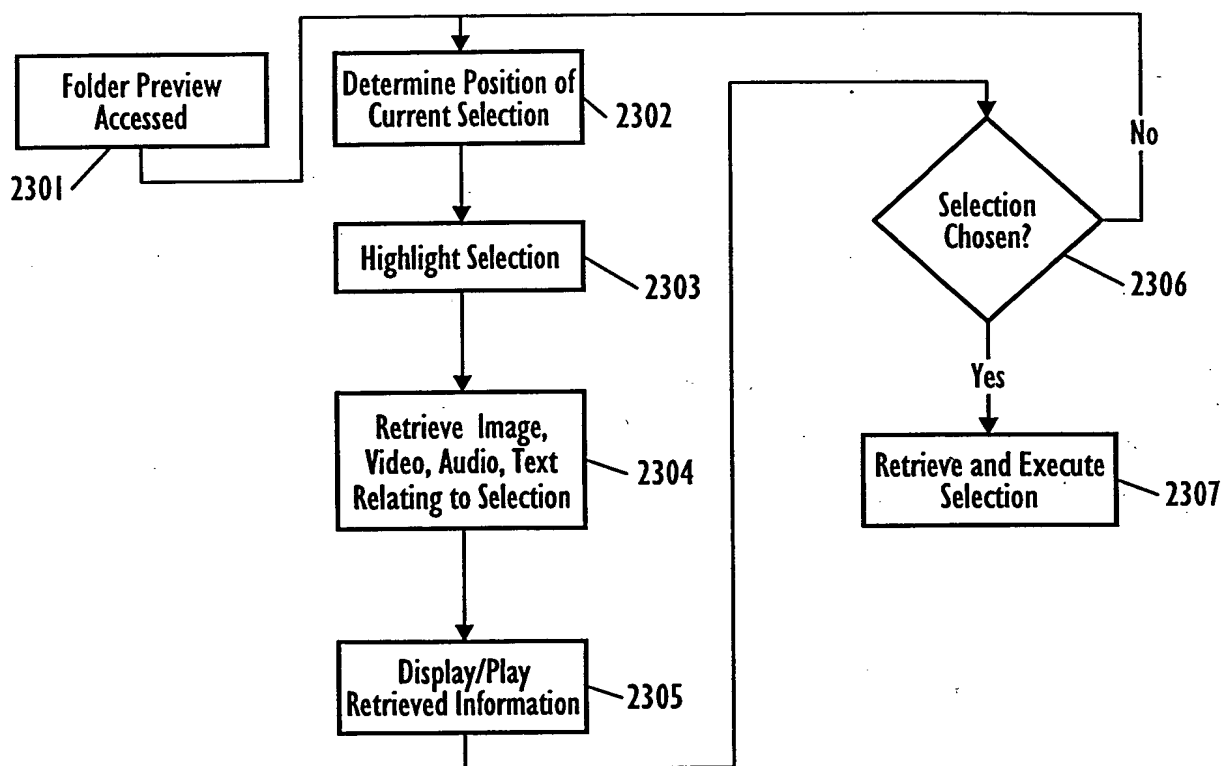 Folder Preview
Accessed
2301
Determine Position of
Current Selection
2302
Highlight Selection
2303
Retrieve Image,
Video, Audio, Text
Relating to Selection
2304
Display/Play
Retrieved Information
2305
Selection
Chosen?
2306
No
Yes
Retrieve and Execute
Selection
2307